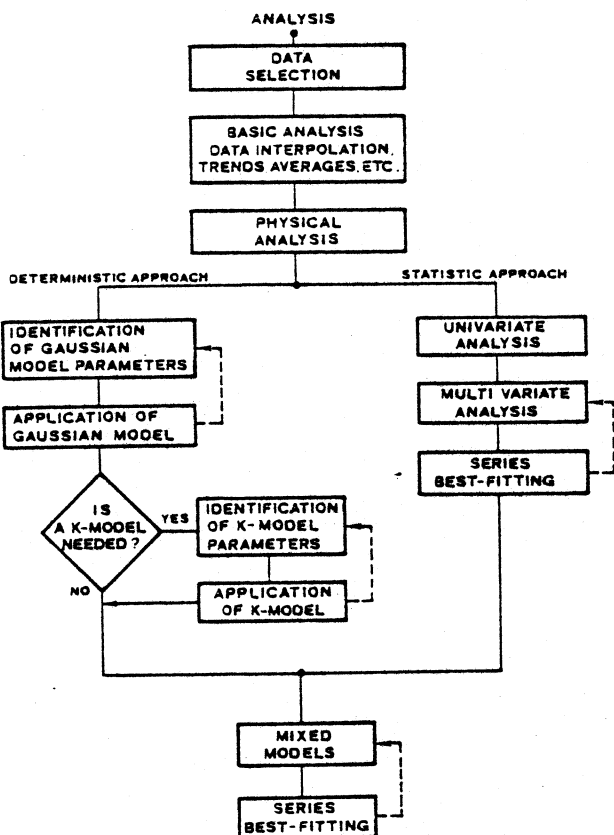 ANALYSIS
DATA
SELECTION
BASIC ANALYSIS
DATA INTERPOLATION,
TRENDS AVERAGES, ETC.
PHYSICAL
ANALYSIS
DETERMINISTIC APPROACH
STATISTIC APPROACH
IDENTIFICATION
OF GAUSSIAN
MODEL PARAMETERS
APPLICATION OF
GAUSSIAN MODEL
IS
A K-MODEL
NEEDED?
YES
NO
IDENTIFICATION
OF K-MODEL
PARAMETERS
APPLICATION
OF K-MODEL
UNIVARIATE
ANALYSIS
MULTI VARIATE
ANALYSIS
SERIES
BEST-FITTING
MIXED
MODELS
SERIES
BEST-FITTING